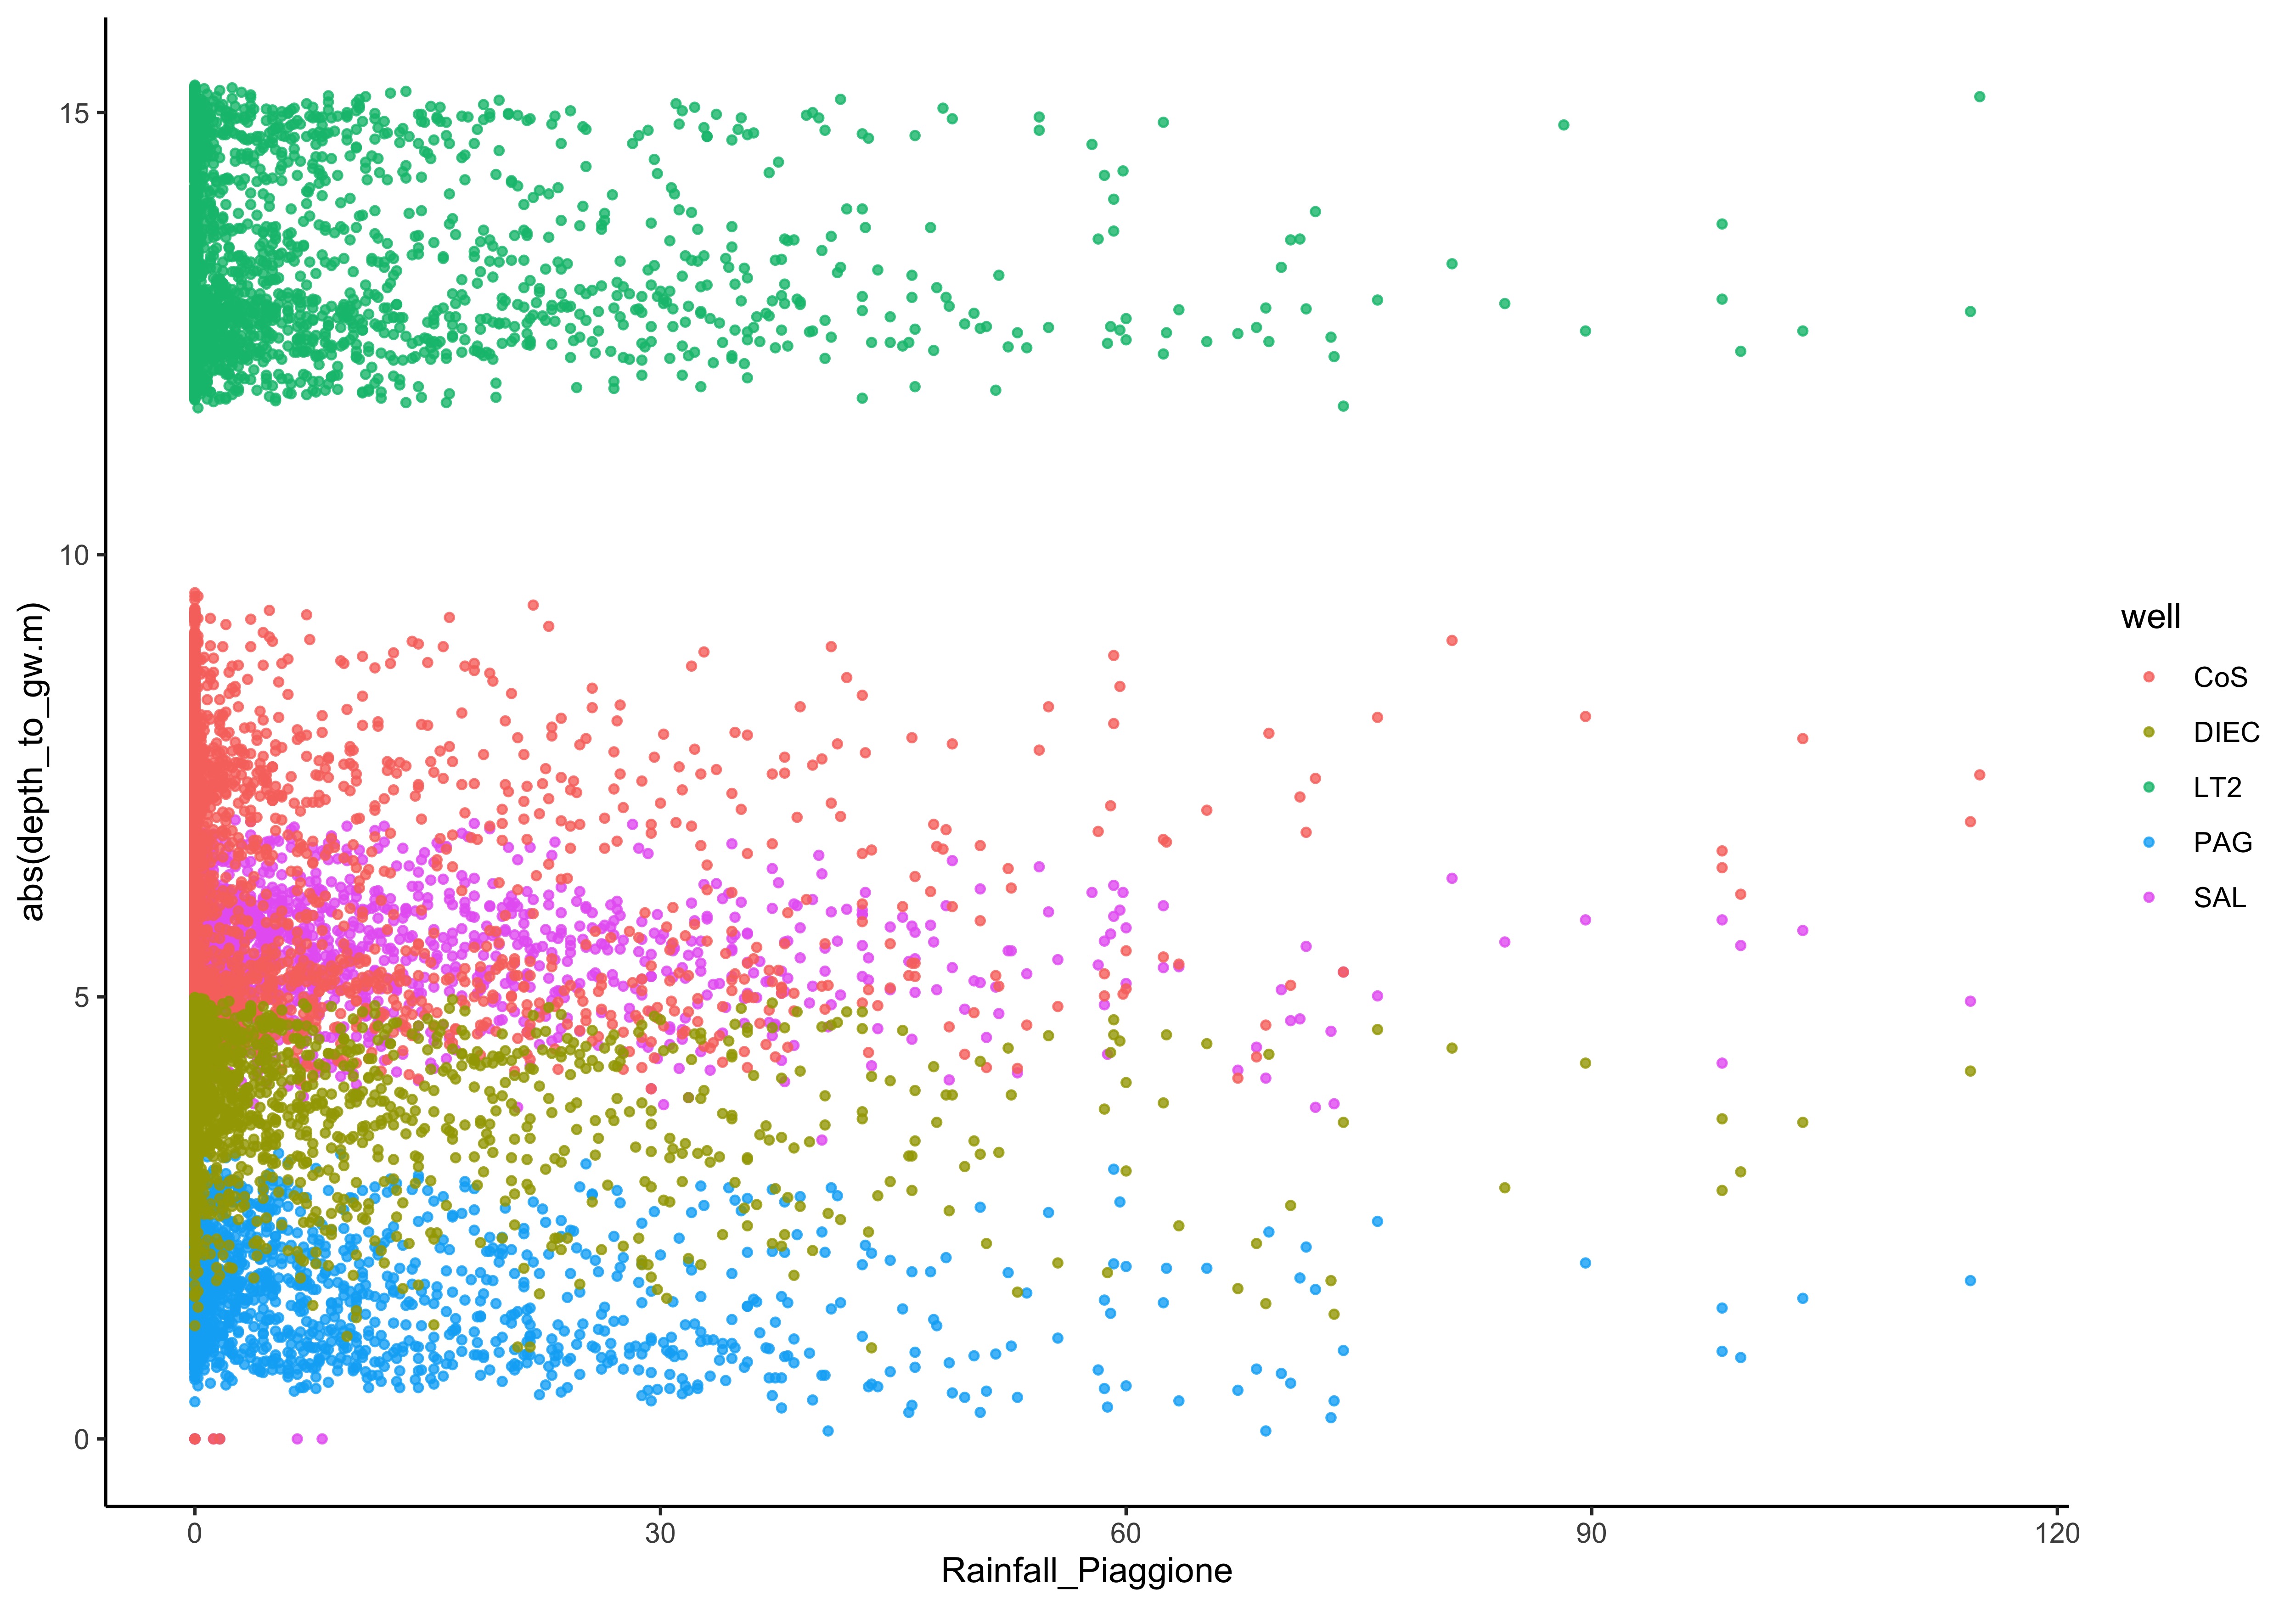 15
10
5
0
abs(depth_to_gw.m)
0 30 60 90 120
Rainfall_Piaggione
well
CoS
DIEC
LT2
PAG
SAL